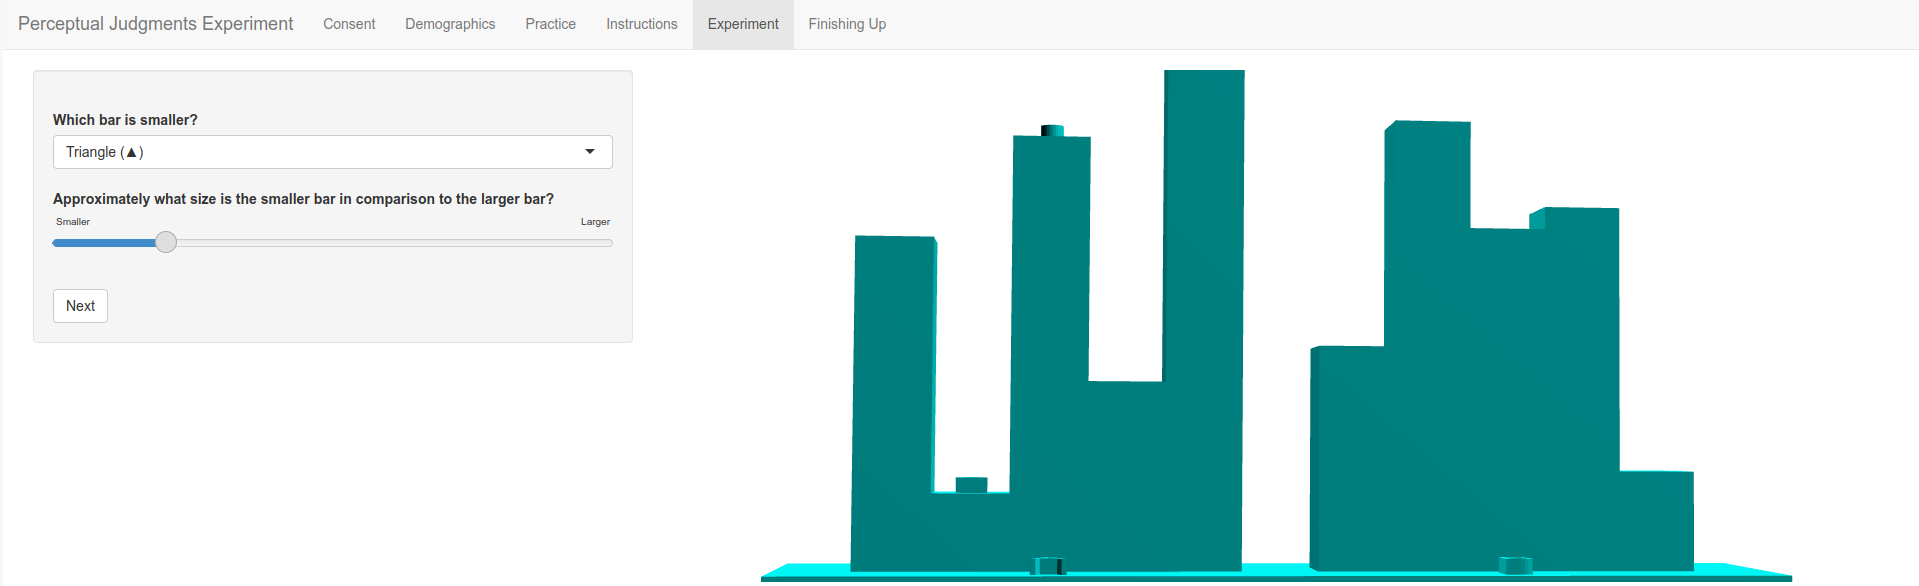 Perceptual Judgments Experiment Consent Demographics Practice Instructions Experiment Finishing Up
Which bar is smaller?
Triangle (▲)
Approximately what size is the smaller bar in comparison to the larger bar?
Smaller Larger
Next